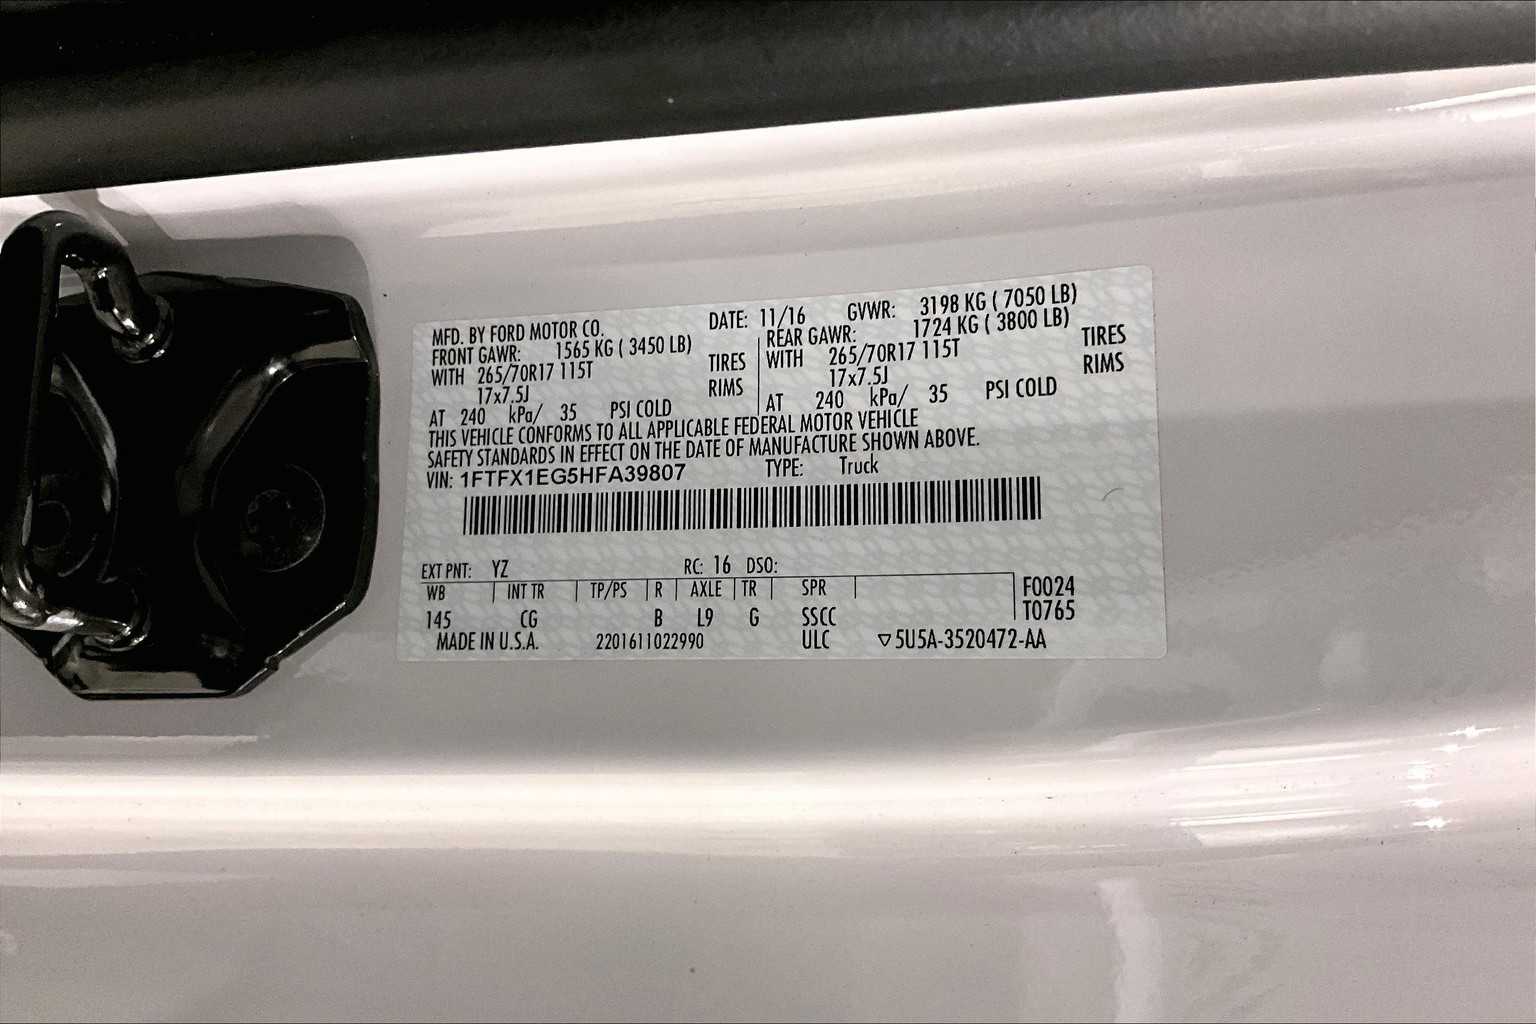 MFD. BY FORD MOTOR CO. DATE: 11/16 GVWR: 3198 KG ( 7050 LB)
FRONT GAWR: 1565 KG ( 3450 LB) REAR GAWR: 1724 KG ( 3800 LB)
WITH 265/70R17 115T TIRES WITH 265/70R17 115T TIRES
17x7.5J RIMS 17x7.5J RIMS
AT 240 kPa/ 35 PSI COLD AT 240 kPa/ 35 PSI COLD
THIS VEHICLE CONFORMS TO ALL APPLICABLE FEDERAL MOTOR VEHICLE
SAFETY STANDARDS IN EFFECT ON THE DATE OF MANUFACTURE SHOWN ABOVE.
VIN: 1FTFX1EG5HFA39807 TYPE: Truck
EXT PNT: YZ RC: 16 DSO:
WB INT TR TP/PS R AXLE TR SPR F0024
145 CG B L9 G SSCC T0765
MADE IN U.S.A. 2201611022990 ULC ▽5U5A-3520472-AA